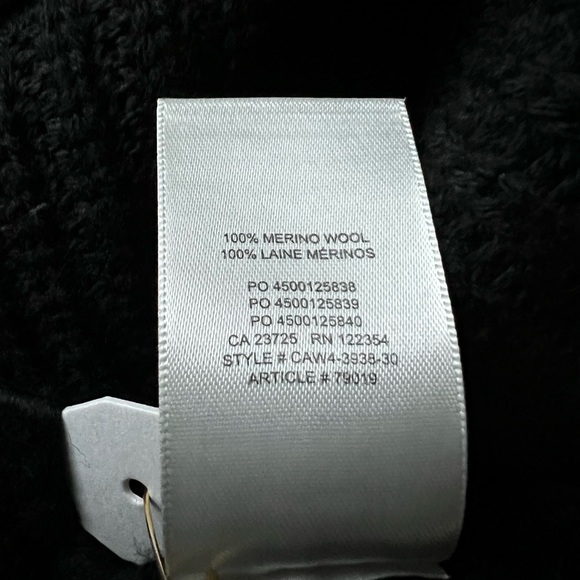 100% MERINO WOOL
100% LAINE MÉRINOS
PO 4500125838
PO 4500125839
PO 4500125840
CA 23725 RN 122354
STYLE # CAW4-3938-30
ARTICLE # 79019